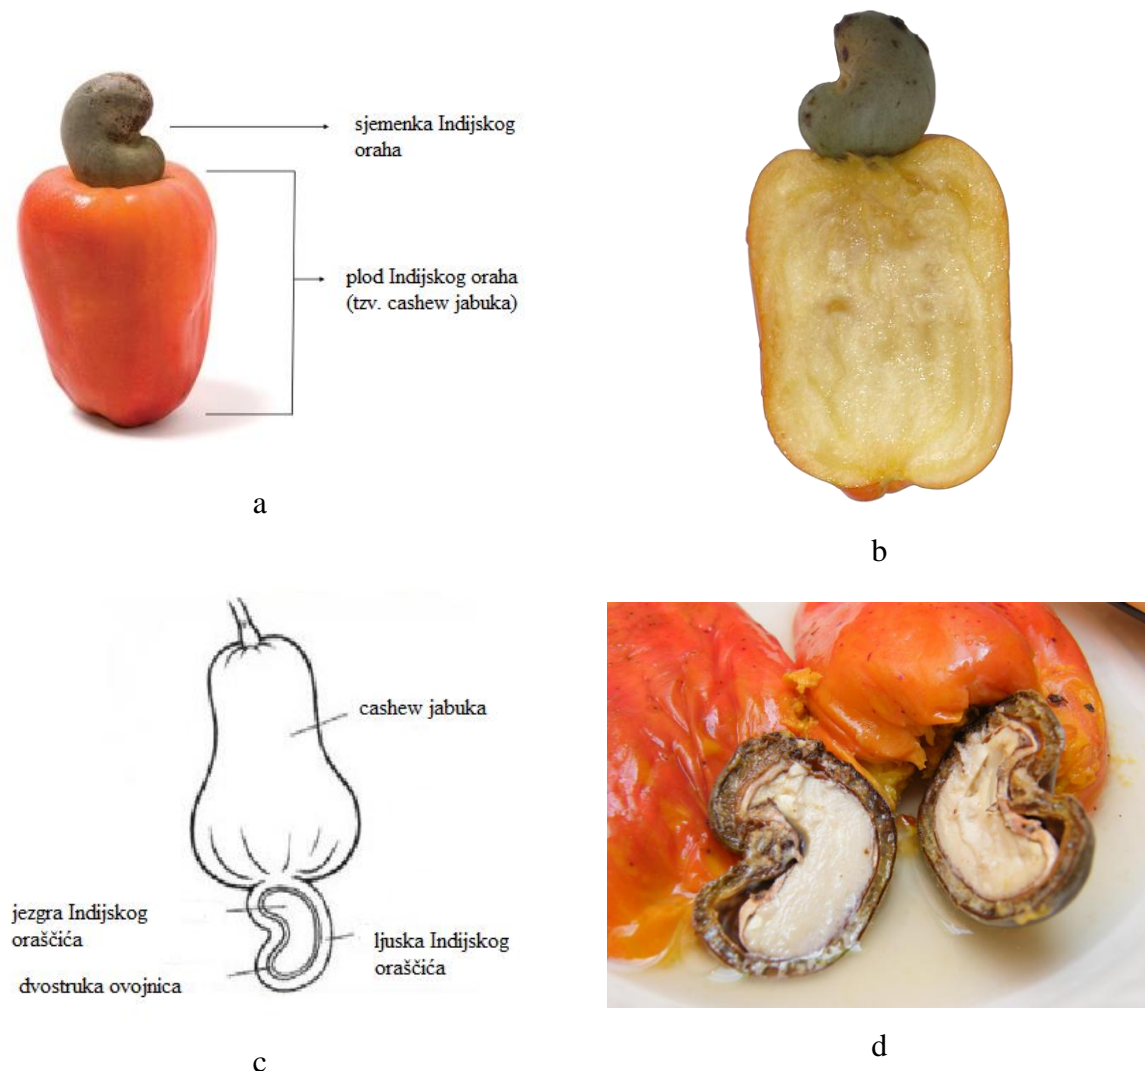 sjemenka Indijskog
oraha
plod Indijskog oraha
(tzv. cashew jabuka)
a
b
cashew jabuka
jezgra Indijskog
oraščića
ljuska Indijskog
oraščića
dvostruka ovojnica
c
d